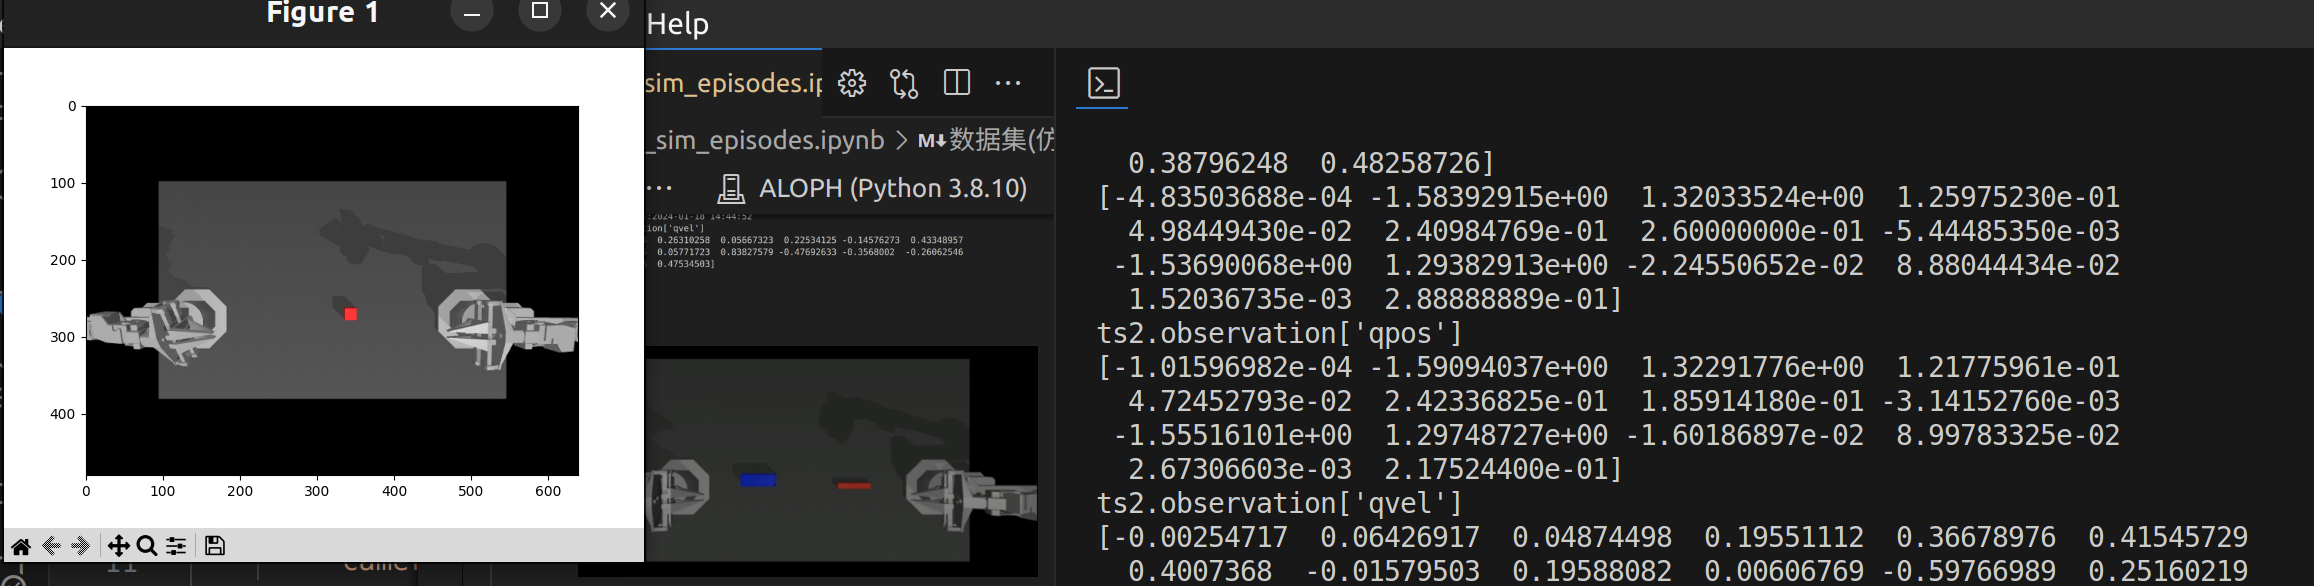 Figure 1
0
100
200
300
400
0 100 200 300 400 500 600
Help
sim_episodes.ip
_sim_episodes.ipynb > M↓数据集(仿
ALOPH (Python 3.8.10)
:2024-01-18 14:44:52
ion['qvel']
0.26310258 0.05667323 0.22534125 -0.14576273 0.43348957
0.05771723 0.83827579 -0.47692633 -0.3568002 -0.26062546
0.47534503]
11
0.38796248 0.48258726]
[-4.83503688e-04 -1.58392915e+00 1.32033524e+00 1.25975230e-01
4.98449430e-02 2.40984769e-01 2.60000000e-01 -5.44485350e-03
-1.53690068e+00 1.29382913e+00 -2.24550652e-02 8.88044434e-02
1.52036735e-03 2.88888889e-01]
ts2.observation['qpos']
[-1.01596982e-04 -1.59094037e+00 1.32291776e+00 1.21775961e-01
4.72452793e-02 2.42336825e-01 1.85914180e-01 -3.14152760e-03
-1.55516101e+00 1.29748727e+00 -1.60186897e-02 8.99783325e-02
2.67306603e-03 2.17524400e-01]
ts2.observation['qvel']
[-0.00254717 0.06426917 0.04874498 0.19551112 0.36678976 0.41545729
0.4007368 -0.01579503 0.19588082 0.00606769 -0.59766989 0.25160219